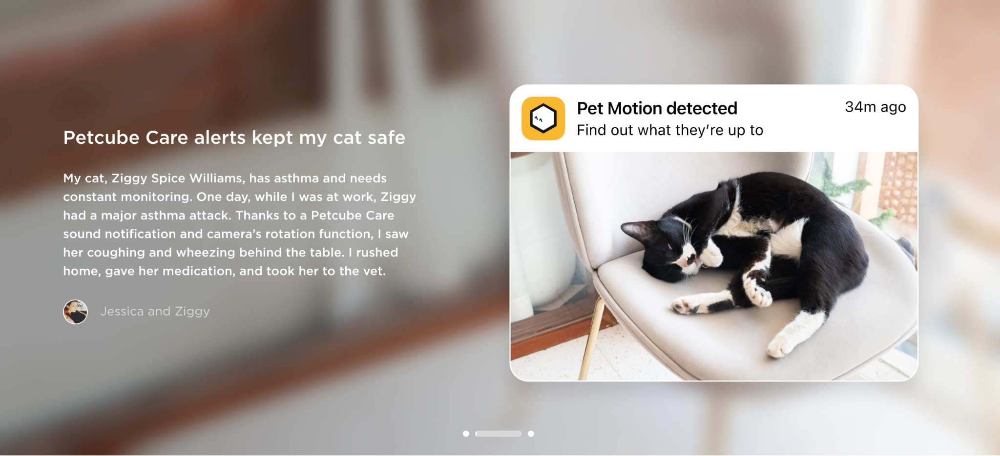 Petcube Care alerts kept my cat safe
My cat, Ziggy Spice Williams, has asthma and needs
constant monitoring. One day, while I was at work, Ziggy
had a major asthma attack. Thanks to a Petcube Care
sound notification and camera’s rotation function, I saw
her coughing and wheezing behind the table. I rushed
home, gave her medication, and took her to the vet.
Jessica and Ziggy
Pet Motion detected
34m ago
Find out what they’re up to